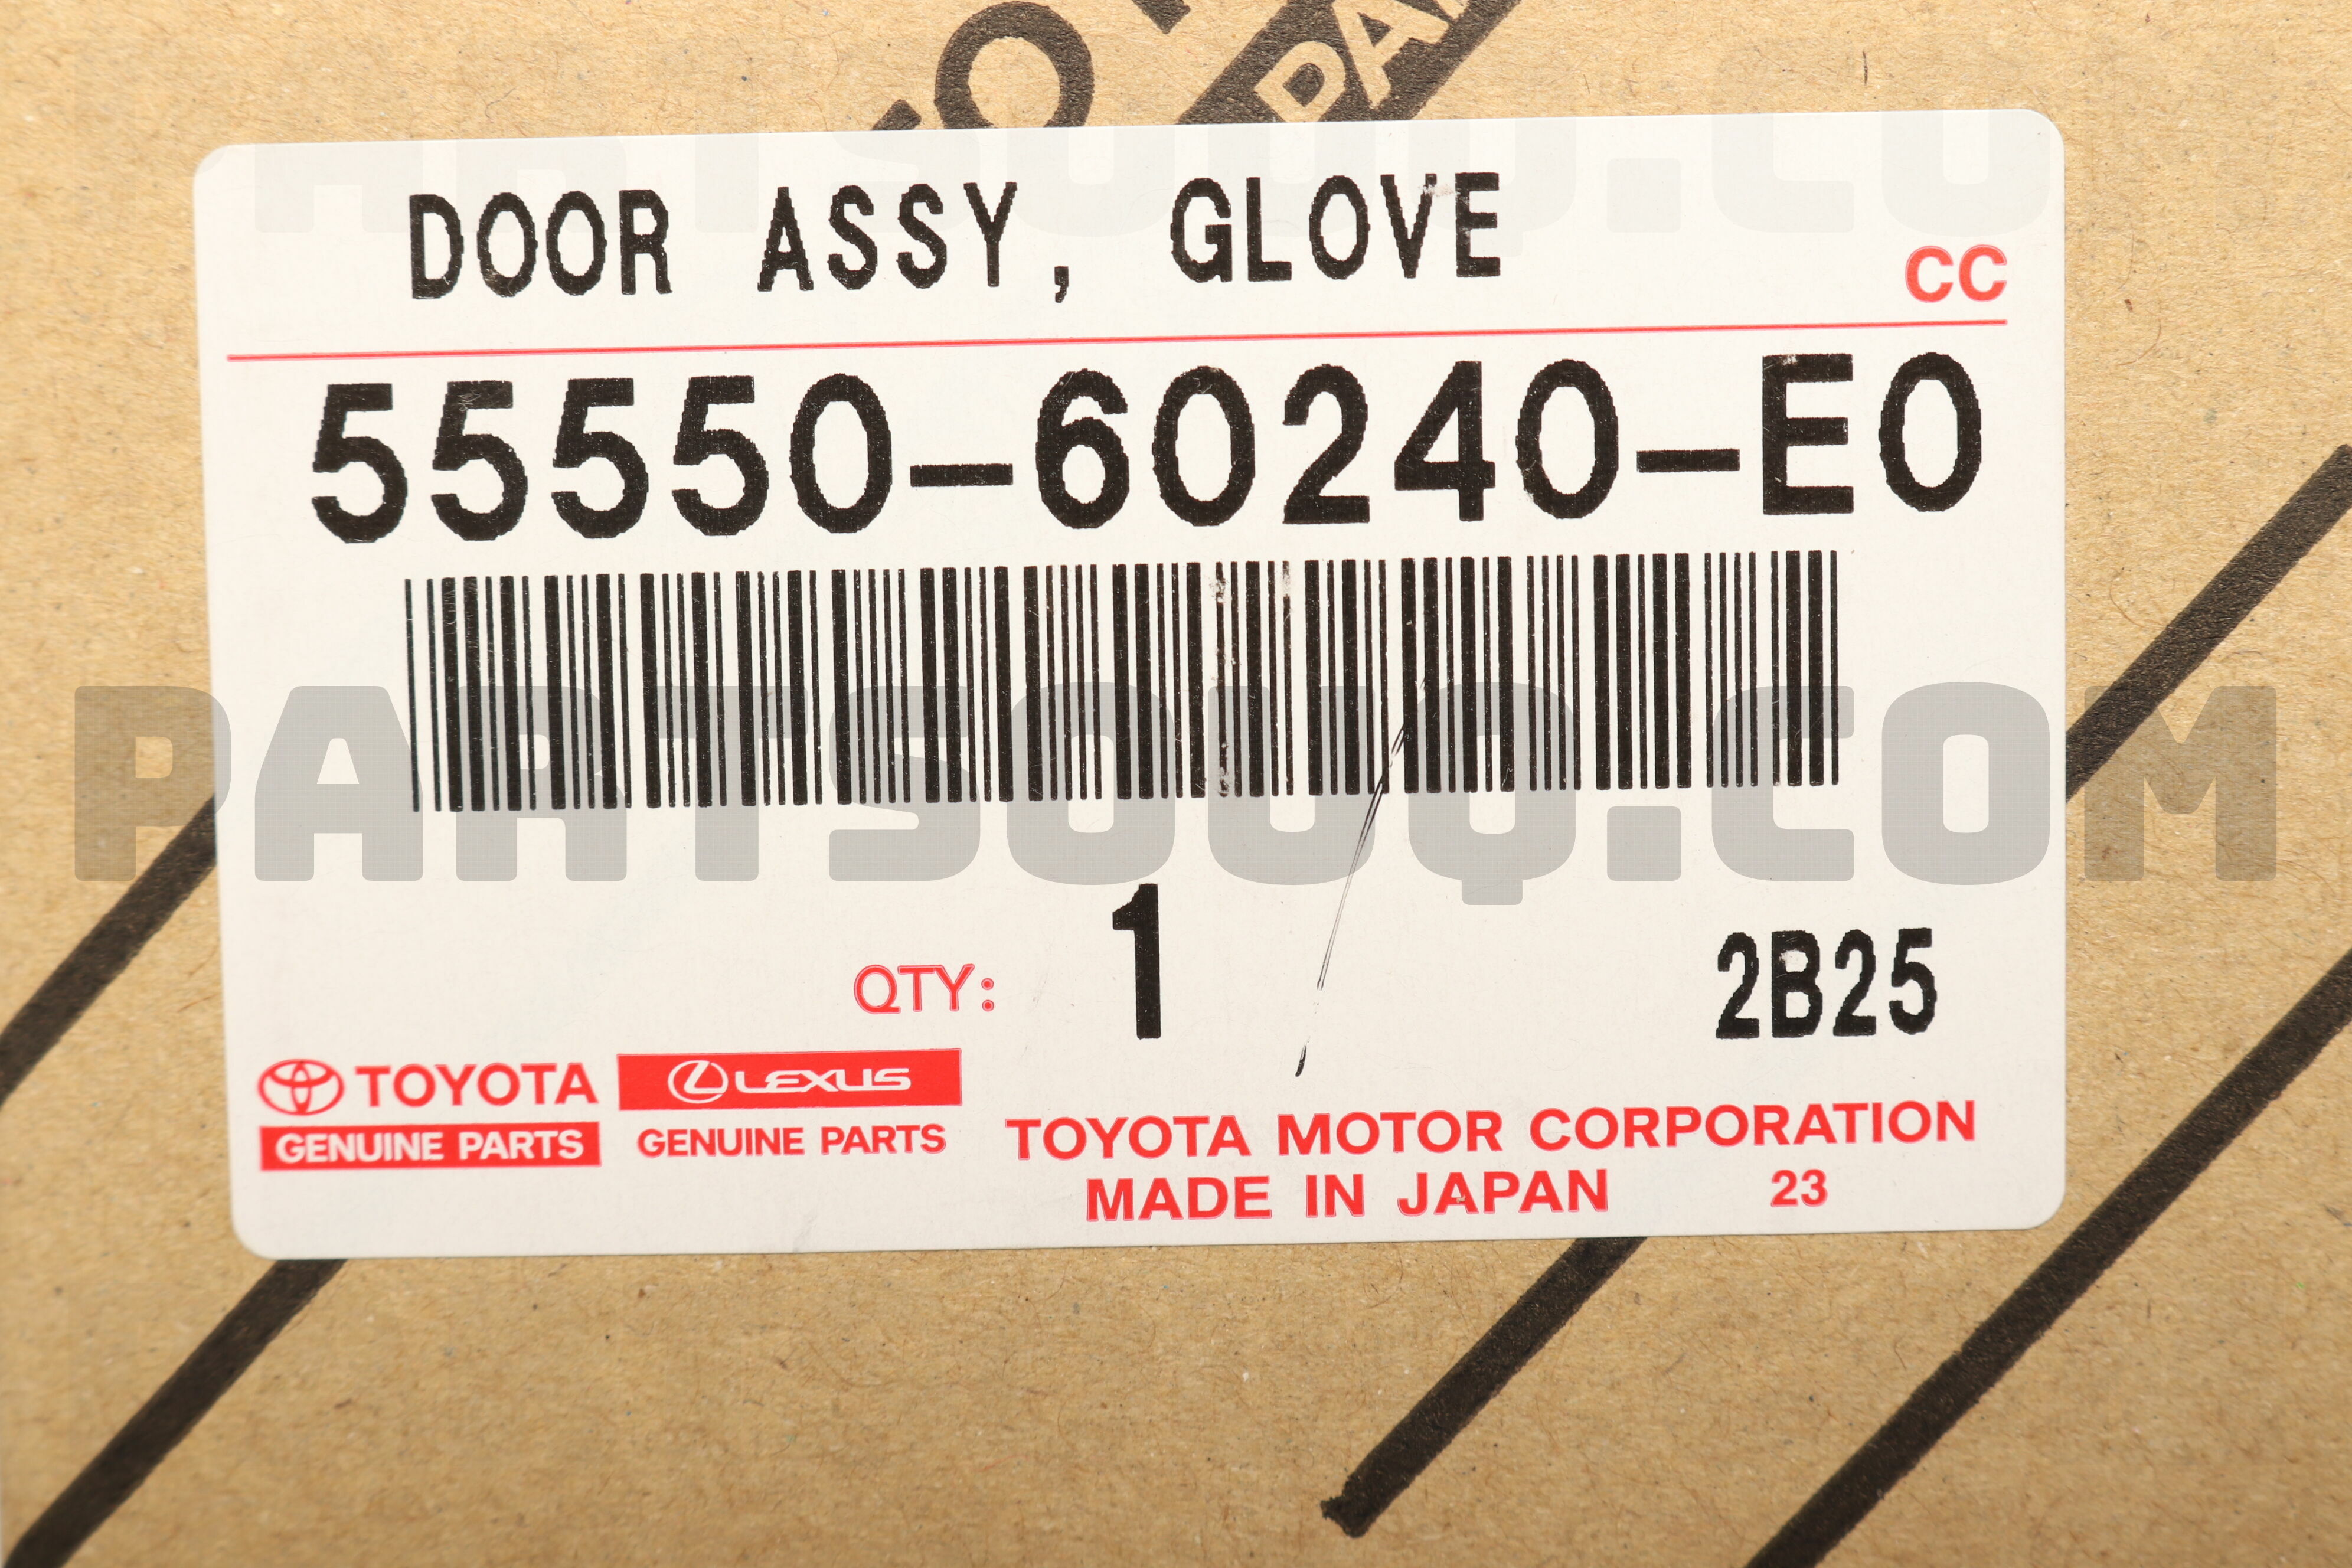 DOOR ASSY, GLOVE
CC
55550-60240-E0
PARTSOUQ.COM
QTY: 1
2B25
TOYOTA
GENUINE PARTS
LEXUS
GENUINE PARTS
TOYOTA MOTOR CORPORATION
MADE IN JAPAN 23